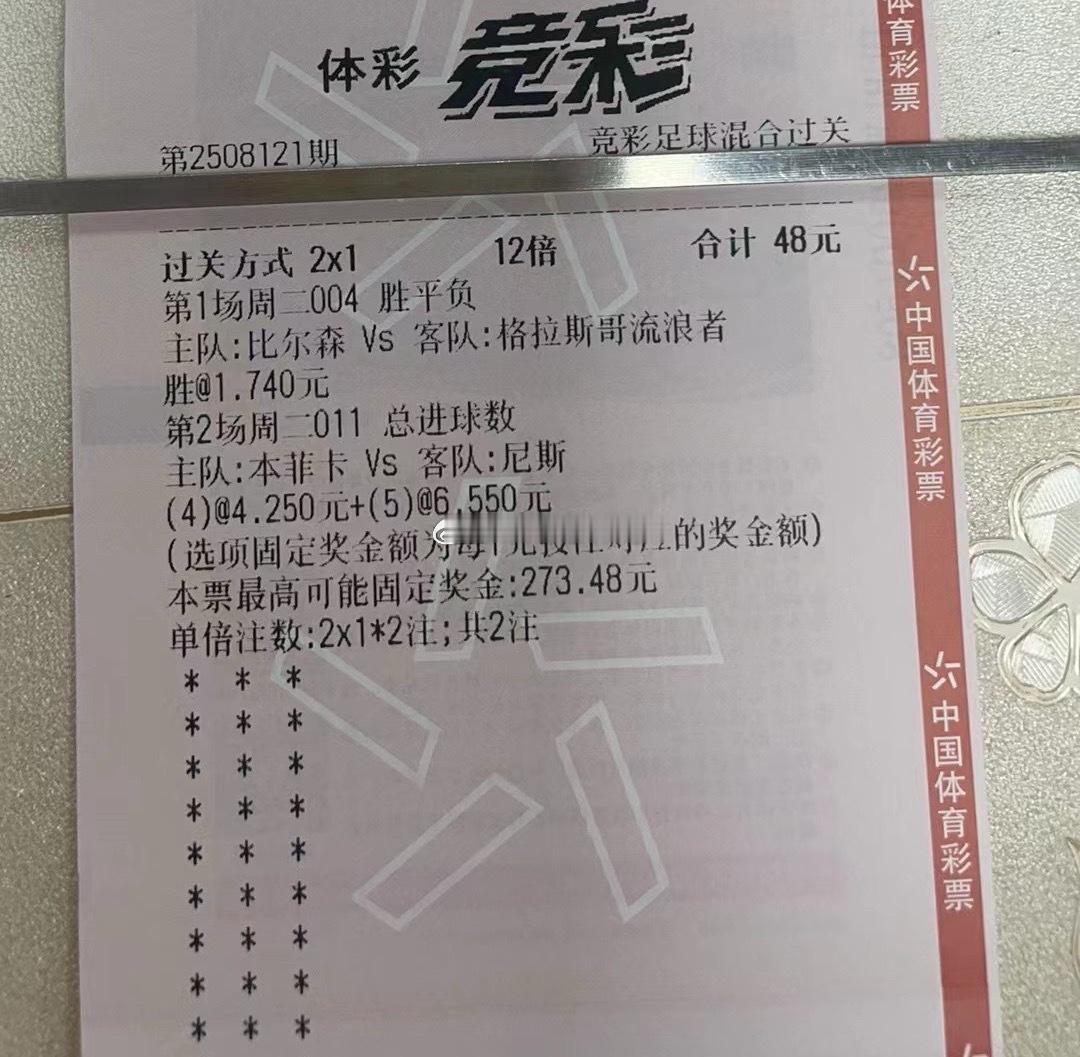 体彩 竞彩
第2508121期 竞彩足球混合过关
过关方式 2x1 12倍 合计 48元
第1场周二004 胜平负
主队:比尔森 Vs 客队:格拉斯哥流浪者
胜@1.740元
第2场周二011 总进球数
主队:本菲卡 Vs 客队:尼斯
(4)@4.250元+(5)@6.550元
(选项固定奖金额为每1元投注对应的奖金额)
本票最高可能固定奖金:273.48元
单倍注数:2x1*2注;共2注
* * *
* * *
* * *
* * *
* * *
* * *
* * *
* * *
* * *
体育彩票
中国体育彩票
中国体育彩票